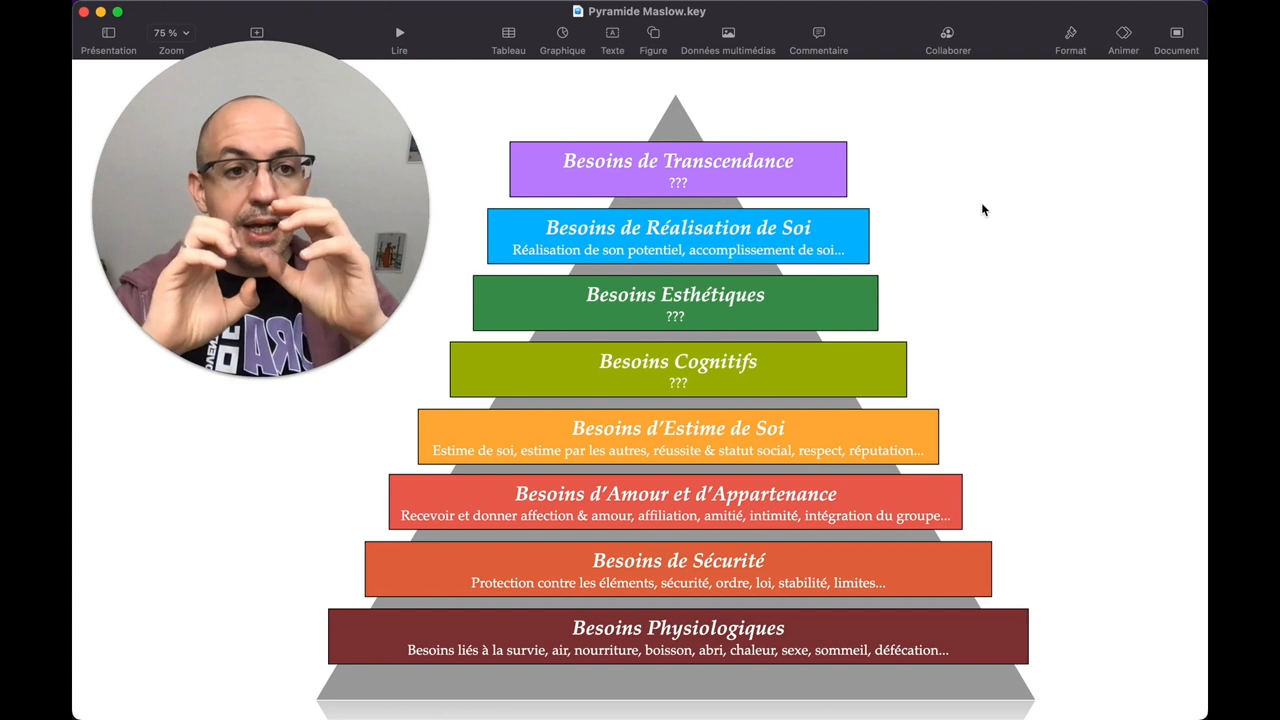 Pyramide Maslow.key
75 %
Présentation
Zoom
Lire
Tableau
Graphique
Texte
Figure
Données multimédias
Commentaire
Collaborer
Format
Animer
Document
Besoins de Transcendance
???
Besoins de Réalisation de Soi
Réalisation de son potentiel, accomplissement de soi...
Besoins Esthétiques
???
Besoins Cognitifs
???
Besoins d’Estime de Soi
Estime de soi, estime par les autres, réussite & statut social, respect, réputation...
Besoins d’Amour et d’Appartenance
Recevoir et donner affection & amour, affiliation, amitié, intimité, intégration du groupe...
Besoins de Sécurité
Protection contre les éléments, sécurité, ordre, loi, stabilité, limites...
Besoins Physiologiques
Besoins liés à la survie, air, nourriture, boisson, abri, chaleur, sexe, sommeil, défécation...